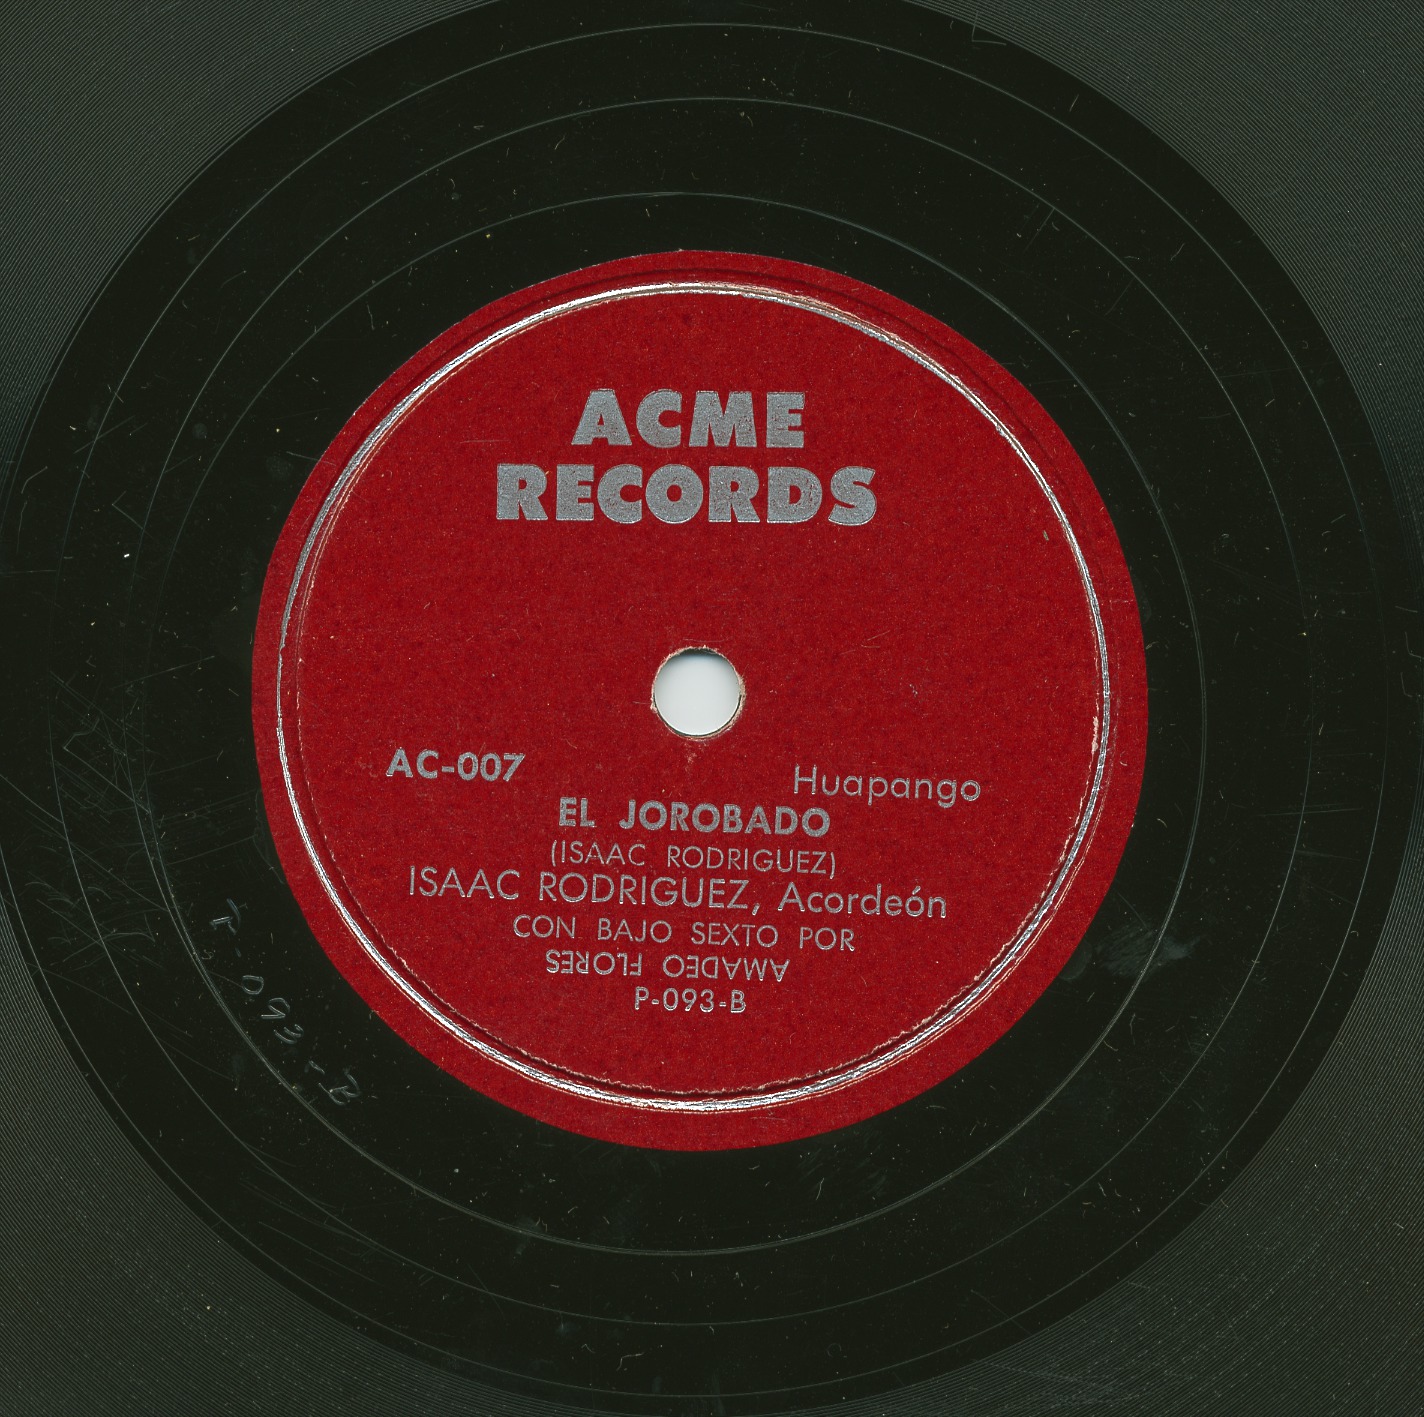 ACME
RECORDS
AC-007
Huapango
EL JOROBADO
(ISAAC RODRIGUEZ)
ISAAC RODRIGUEZ, Acordeón
CON BAJO SEXTO POR
AMADEO FLORES
P-093-B
P-093-B